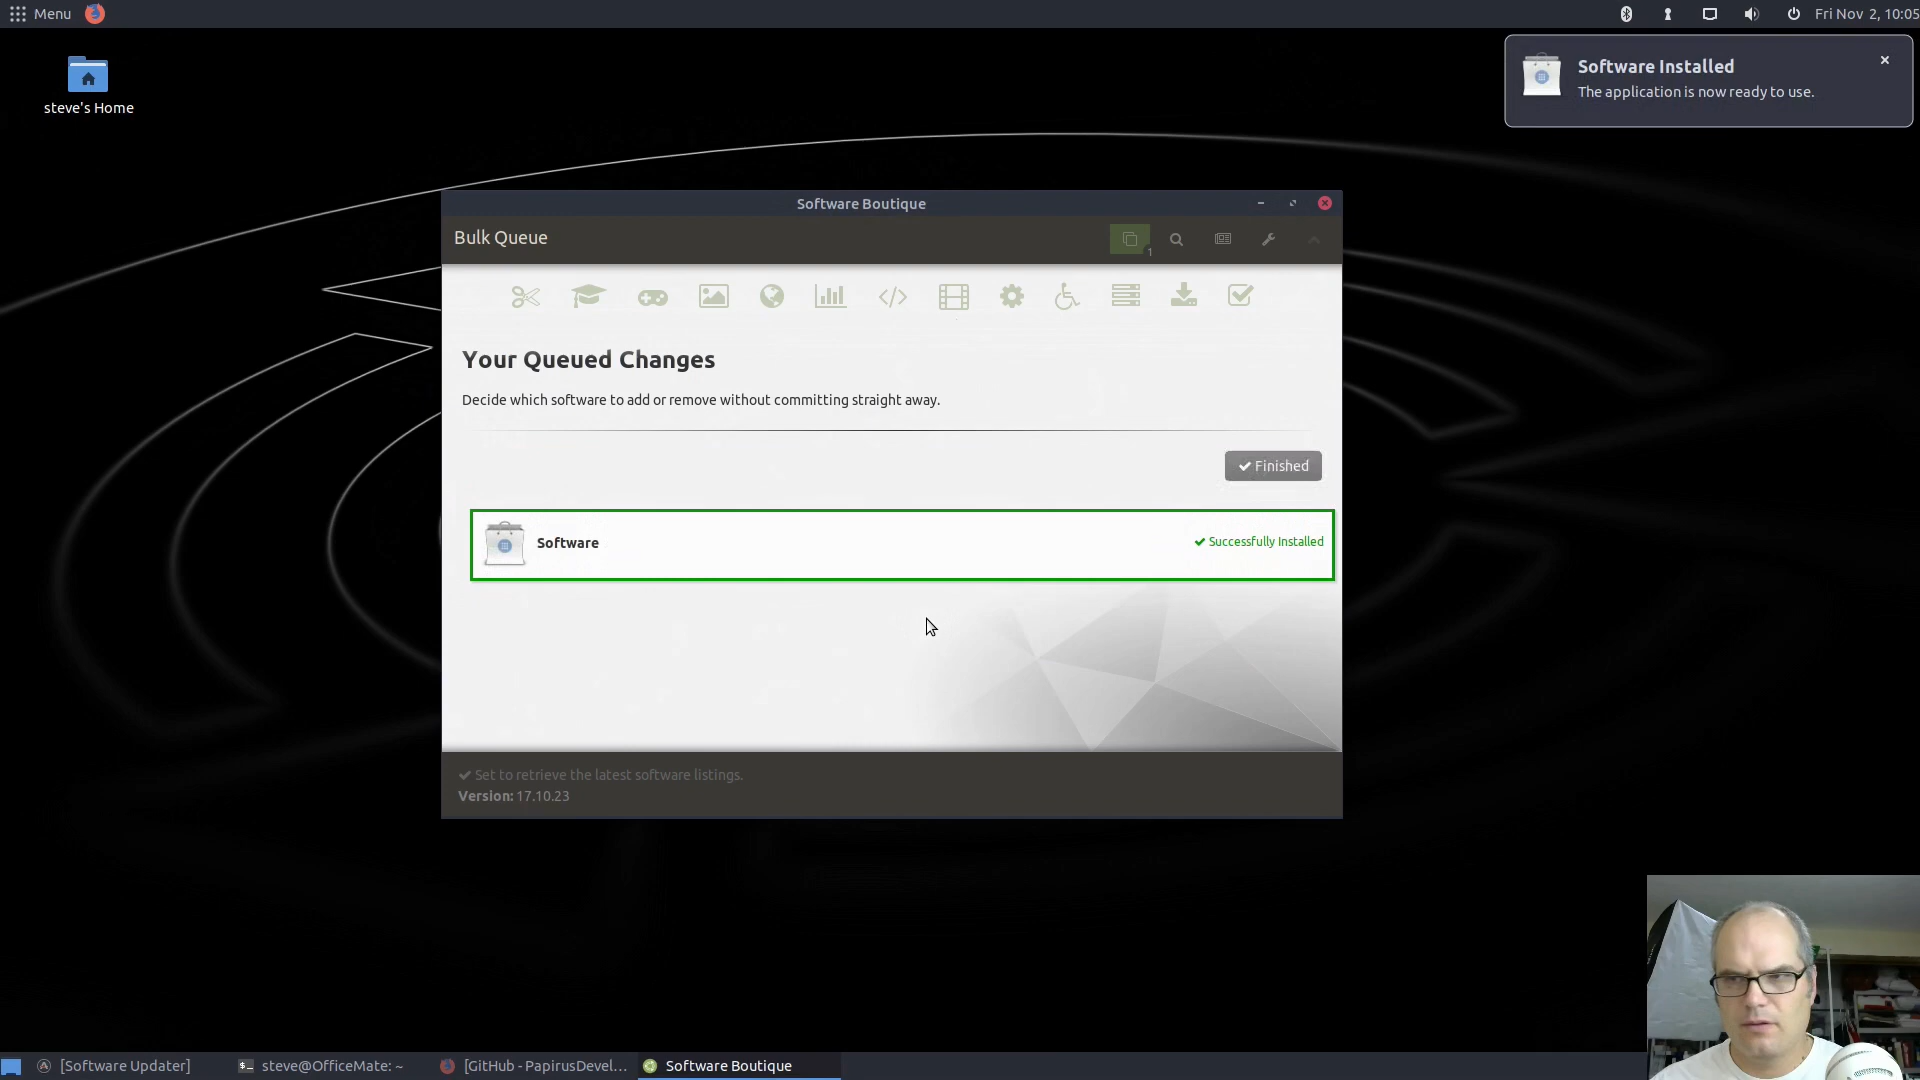 Menu
Fri Nov 2, 10:05
Software Installed
The application is now ready to use.
steve's Home
Software Boutique
Bulk Queue
1
Your Queued Changes
Decide which software to add or remove without committing straight away.
Finished
Software
Successfully Installed
Set to retrieve the latest software listings.
Version: 17.10.23
[Software Updater]
steve@OfficeMate: ~
[GitHub - PapirusDevel...
Software Boutique